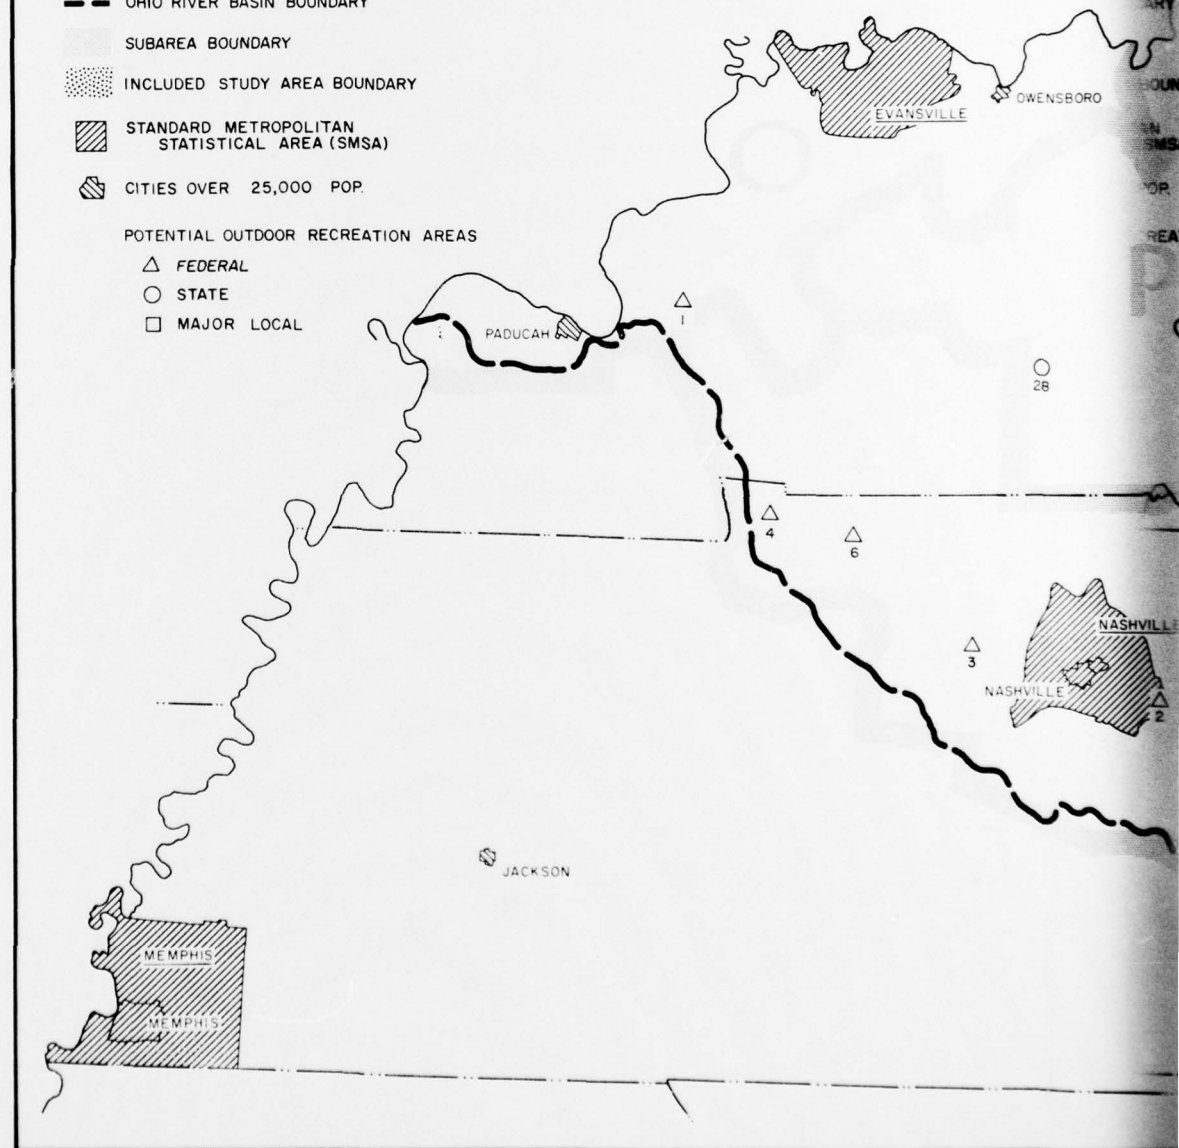 OHIO RIVER BASIN BOUNDARY
SUBAREA BOUNDARY
INCLUDED STUDY AREA BOUNDARY
STANDARD METROPOLITAN
STATISTICAL AREA (SMSA)
CITIES OVER 25,000 POP.
POTENTIAL OUTDOOR RECREATION AREAS
FEDERAL
STATE
MAJOR LOCAL
EVANSVILLE
OWENSBORO
PADUCAH
1
28
4
6
3
NASHVILLE
NASHVILLE
2
JACKSON
MEMPHIS
MEMPHIS